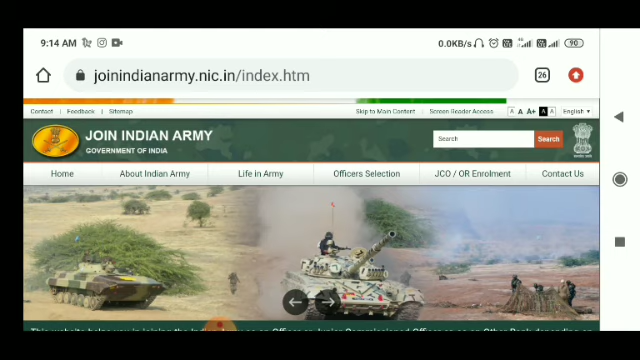 9:14 AM
0.0KB/s
90
joinindianarmy.nic.in/index.htm
26
Contact
Feedback
Sitemap
Skip to Main Content
Screen Reader Access
A A A+ A A
English
JOIN INDIAN ARMY
GOVERNMENT OF INDIA
Search
Search
Home
About Indian Army
Life in Army
Officers Selection
JCO / OR Enrolment
Contact Us